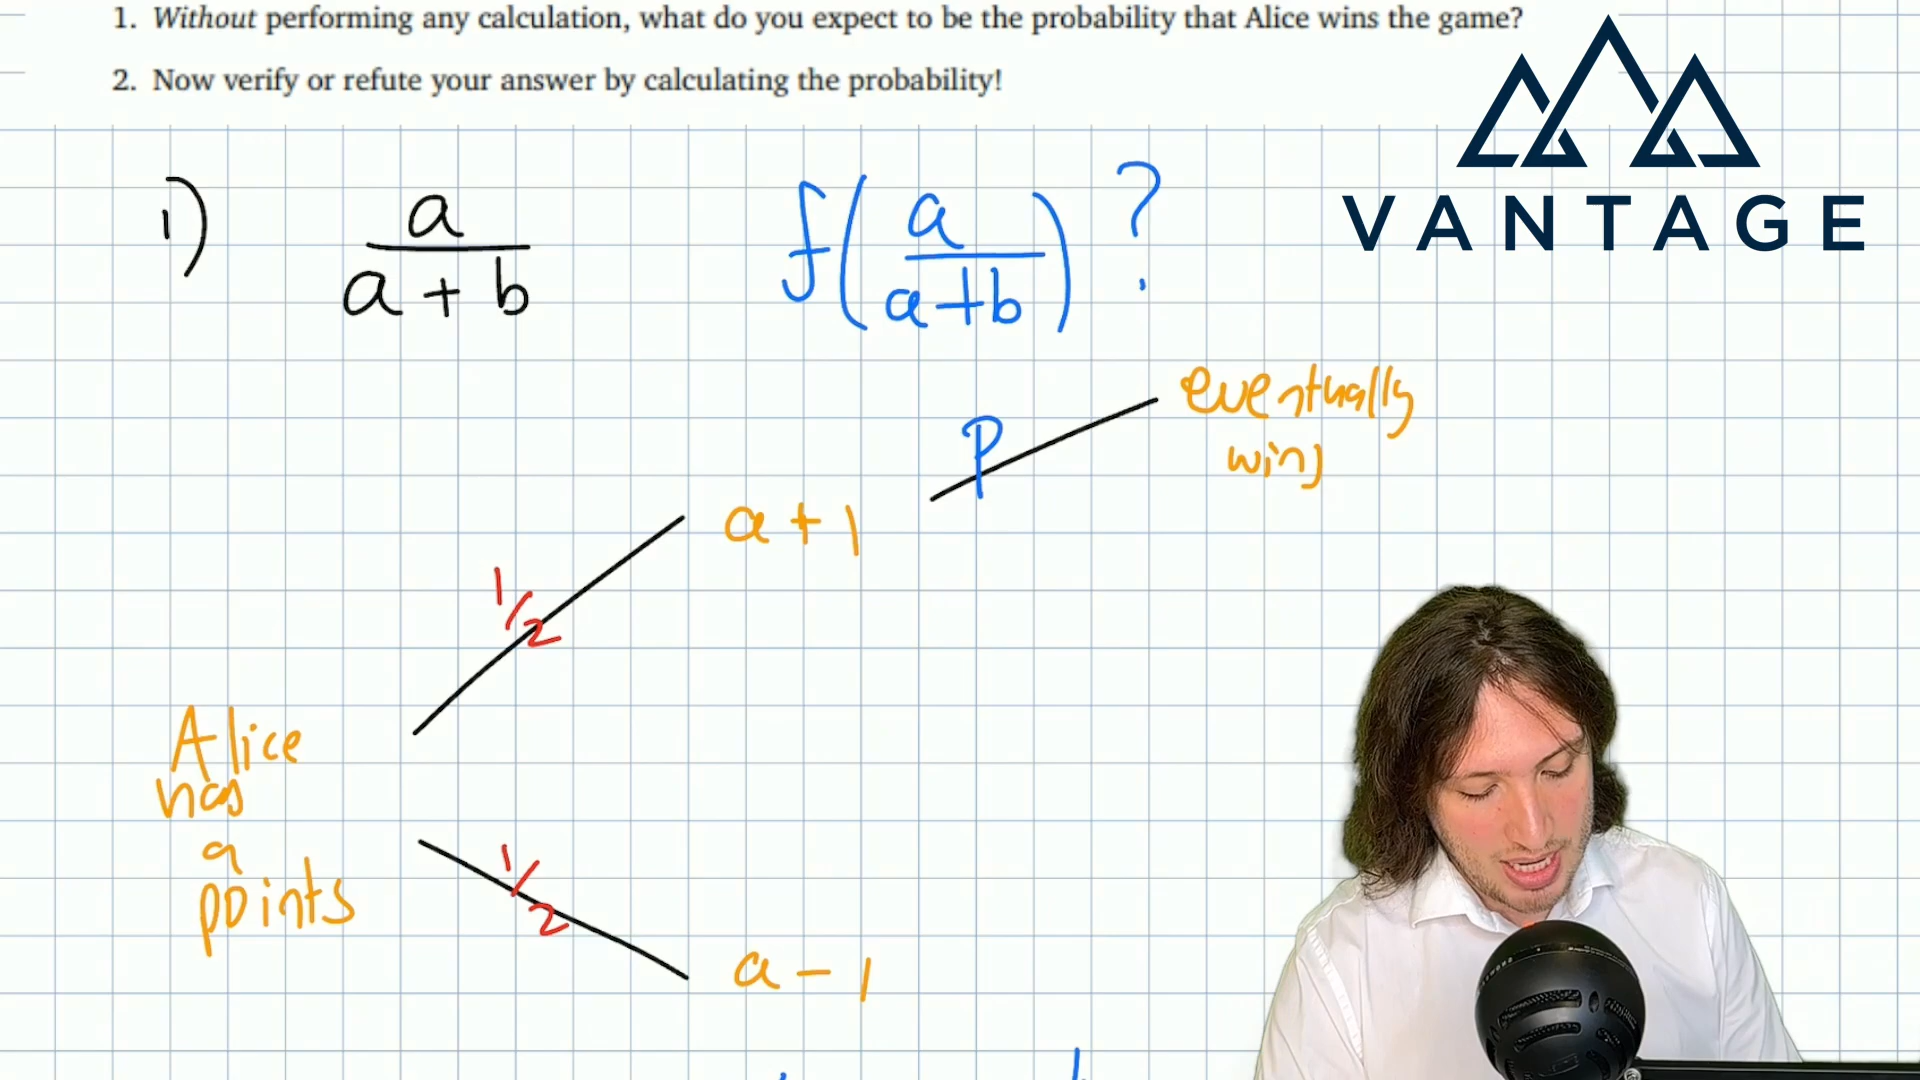 1. Without performing any calculation, what do you expect to be the probability that Alice wins the game?
2. Now verify or refute your answer by calculating the probability!
VANTAGE
1) a/(a+b) f(a/(a+b))?
eventually
wins
P
a+1
1/2
Alice
has
a
points
1/2
a-1